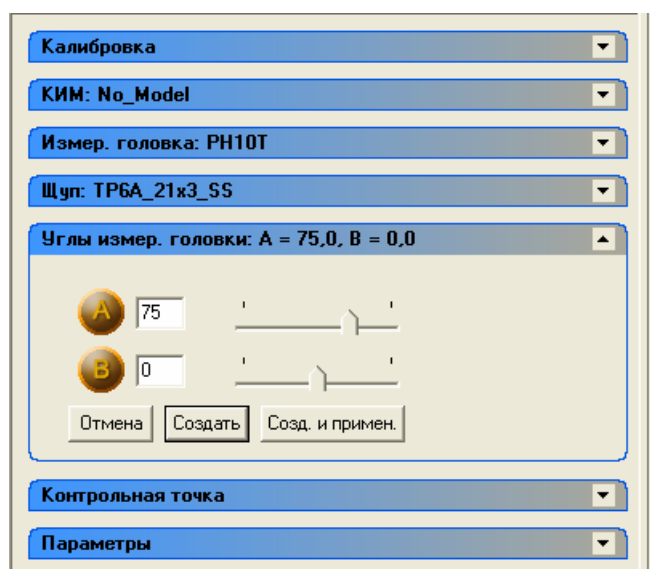 Калибровка
КИМ: No_Model
Измер. головка: PH10T
Щуп: TP6A_21x3_SS
Углы измер. головки: A = 75,0, B = 0,0
A 75
B 0
Отмена Создать Созд. и примен.
Контрольная точка
Параметры